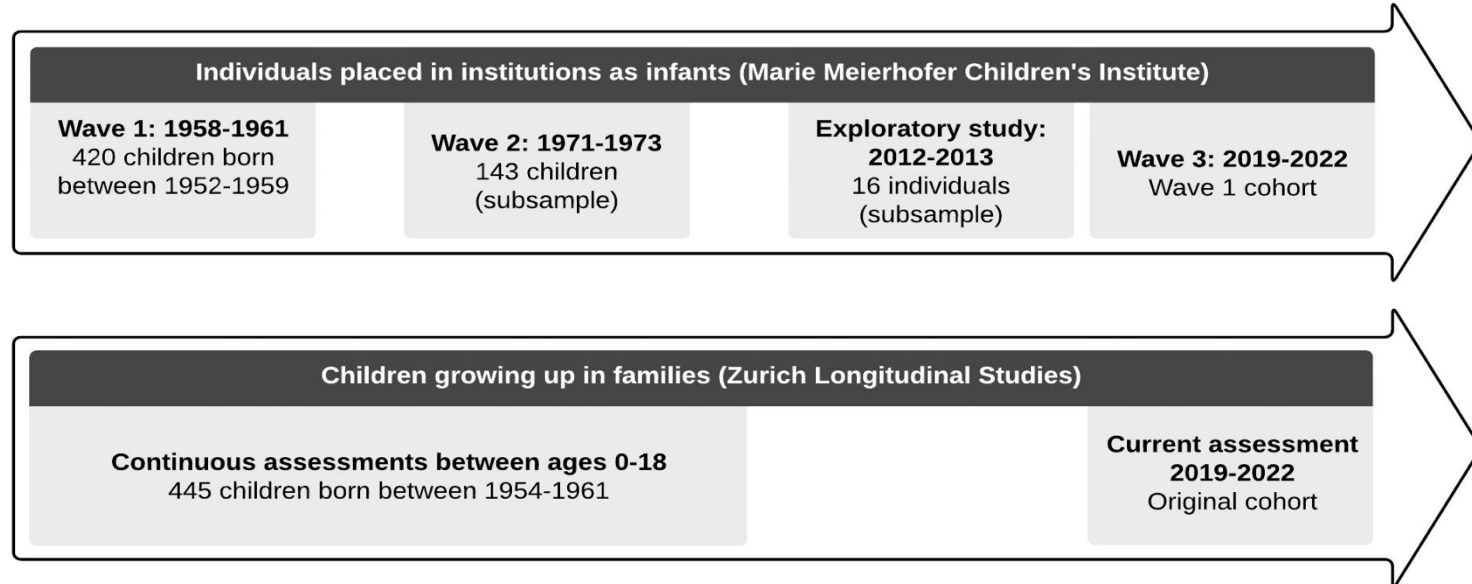 Individuals placed in institutions as infants (Marie Meierhofer Children's Institute)
Wave 1: 1958-1961
420 children born
between 1952-1959
Wave 2: 1971-1973
143 children
(subsample)
Exploratory study:
2012-2013
16 individuals
(subsample)
Wave 3: 2019-2022
Wave 1 cohort
Children growing up in families (Zurich Longitudinal Studies)
Continuous assessments between ages 0-18
445 children born between 1954-1961
Current assessment
2019-2022
Original cohort